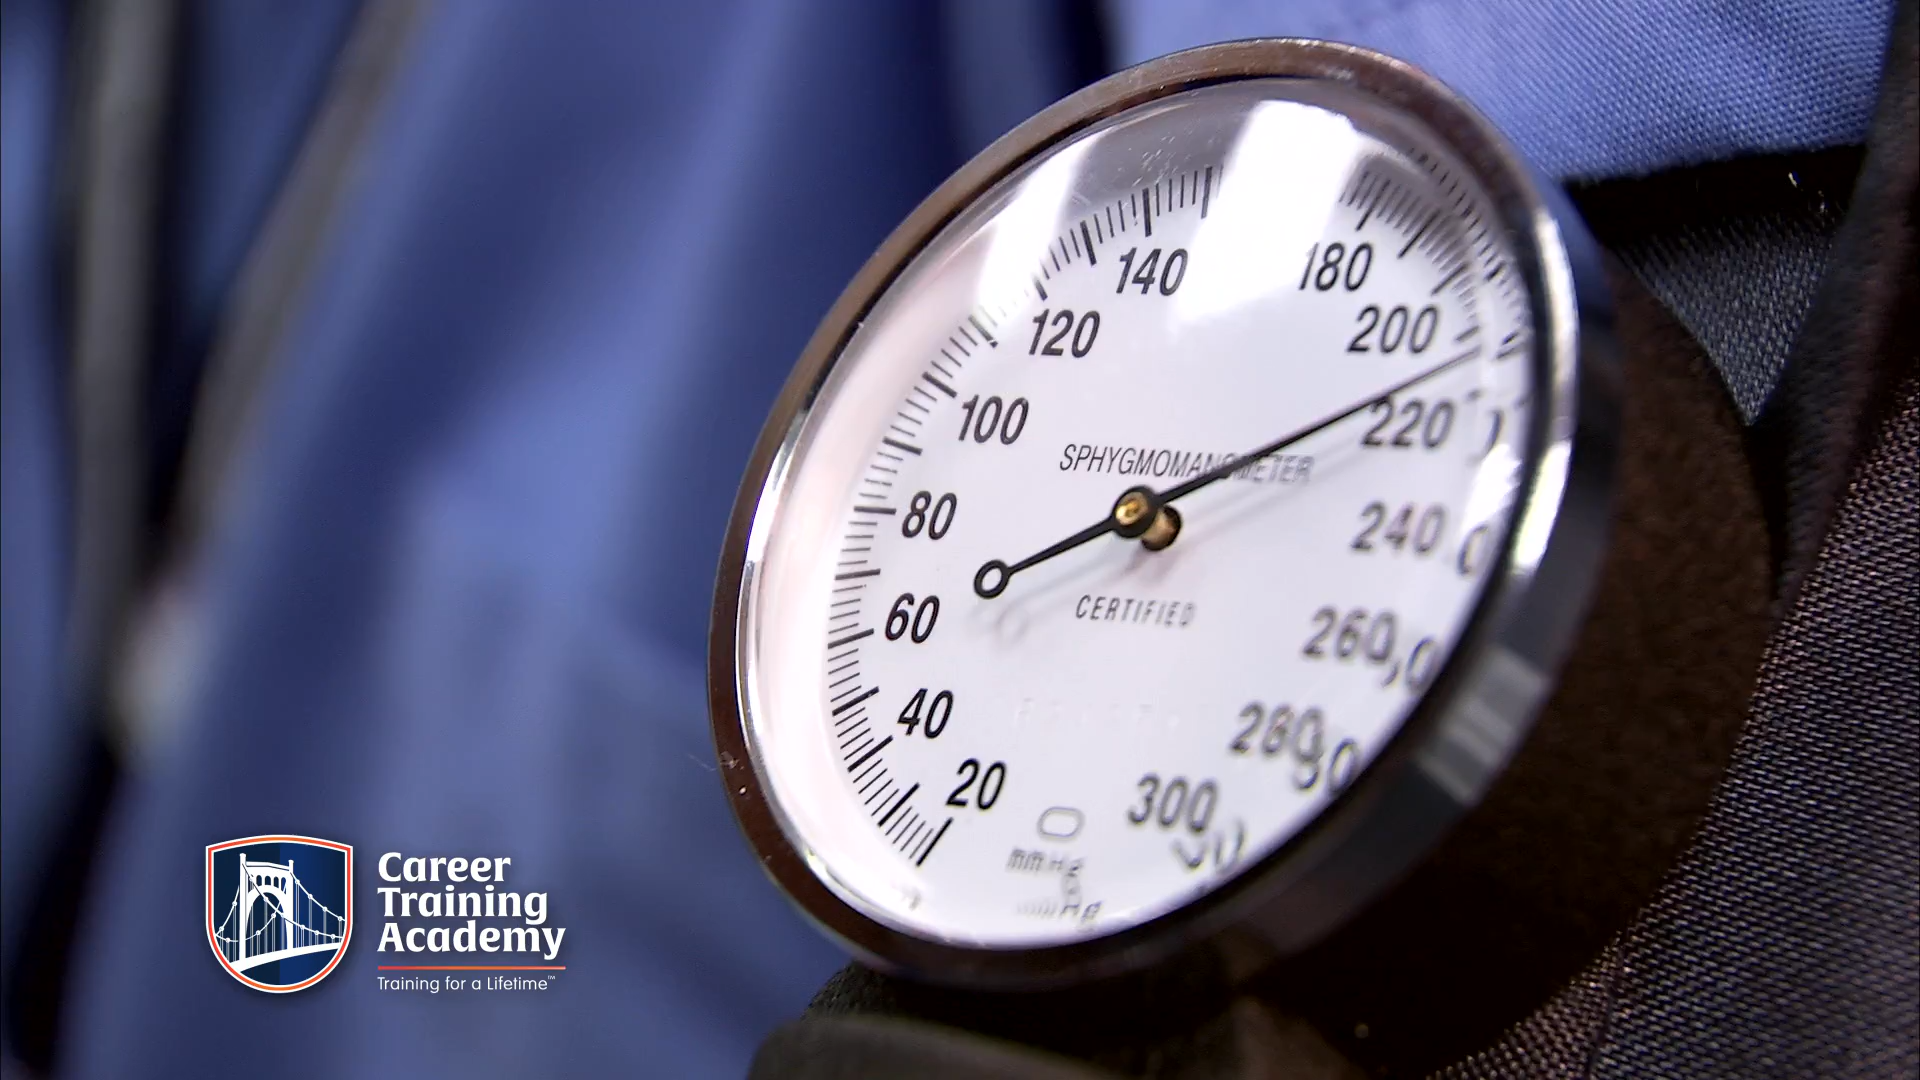 140
180
120
200
100
220
SPHYGMOMANOMETER
80
240
CERTIFIED
60
260
40
280
20
300
0
mmHg
Career
Training
Academy
Training for a Lifetime™